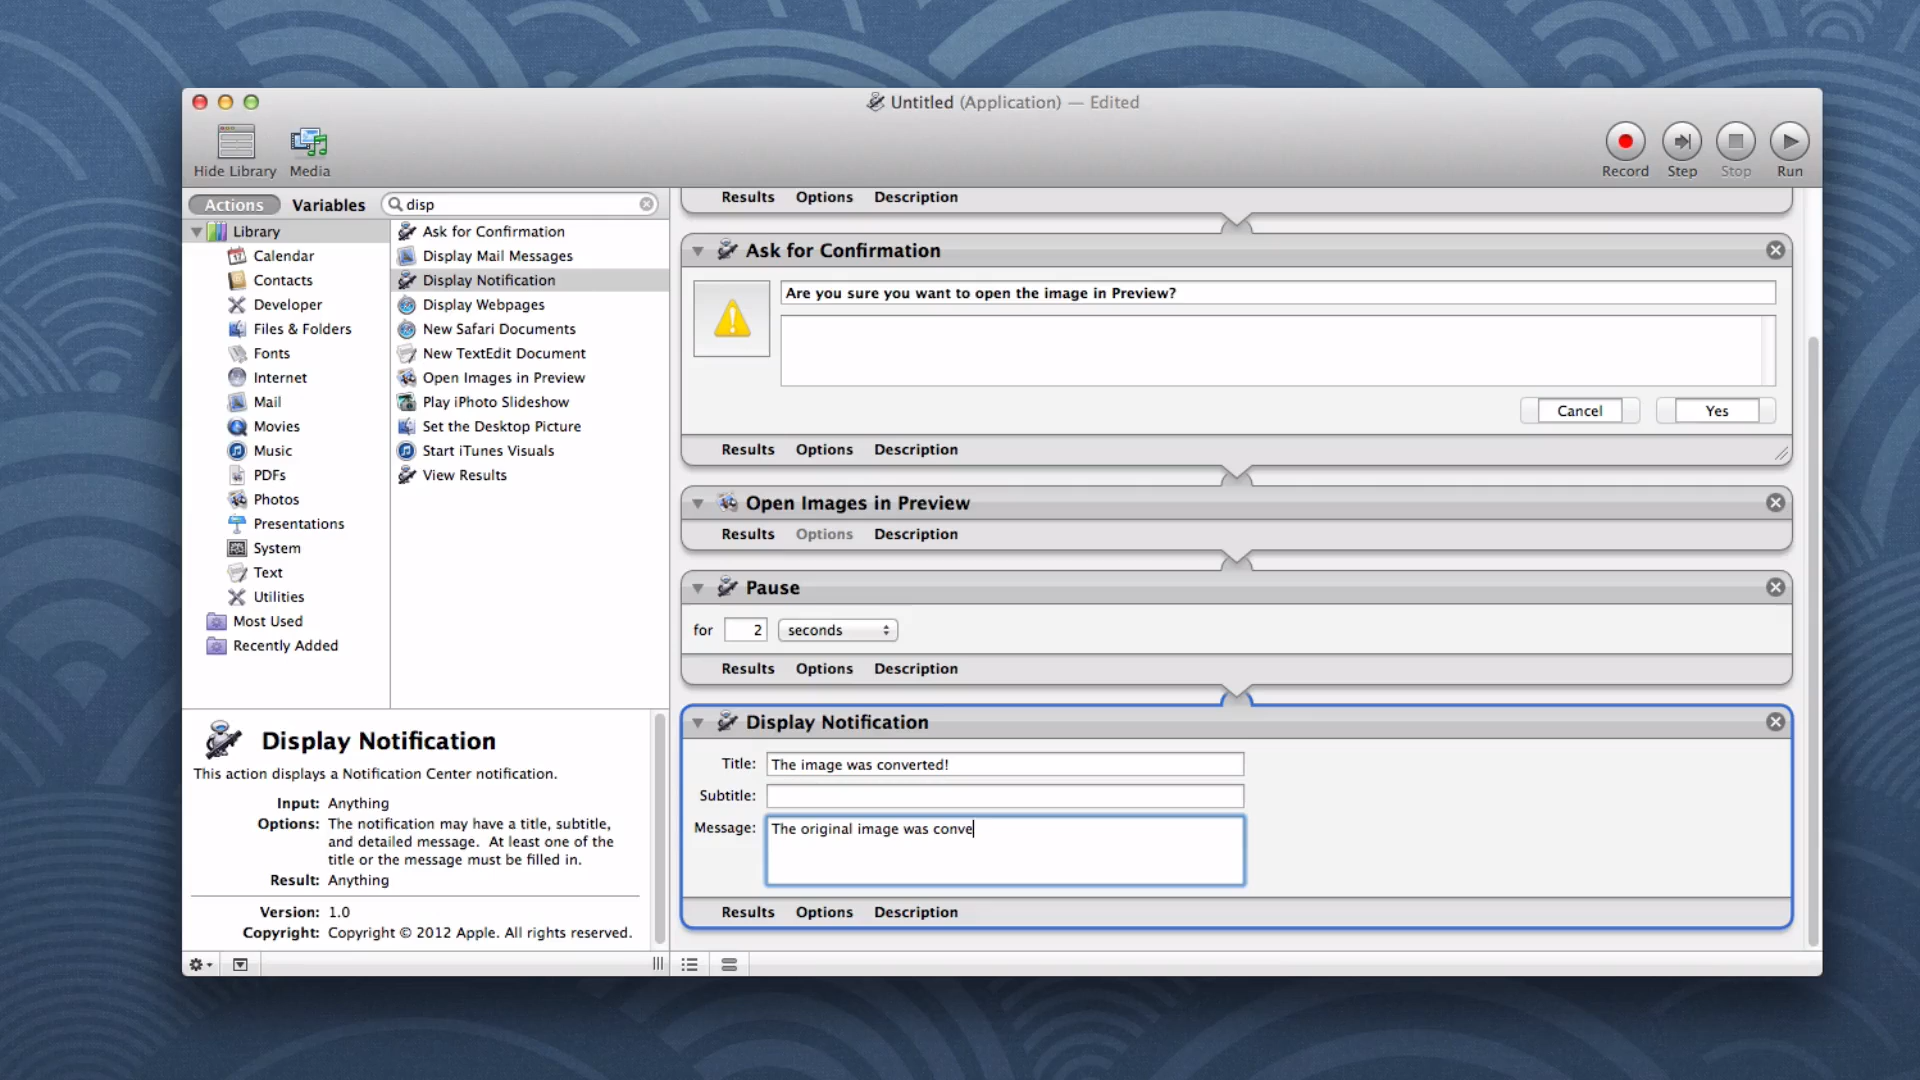 Untitled (Application) — Edited
Hide Library
Media
Record
Step
Stop
Run
Actions
Variables
disp
Library
Calendar
Contacts
Developer
Files & Folders
Fonts
Internet
Mail
Movies
Music
PDFs
Photos
Presentations
System
Text
Utilities
Most Used
Recently Added
Ask for Confirmation
Display Mail Messages
Display Notification
Display Webpages
New Safari Documents
New TextEdit Document
Open Images in Preview
Play iPhoto Slideshow
Set the Desktop Picture
Start iTunes Visuals
View Results
Display Notification
This action displays a Notification Center notification.
Input: Anything
Options: The notification may have a title, subtitle,
and detailed message. At least one of the
title or the message must be filled in.
Result: Anything
Version: 1.0
Copyright: Copyright © 2012 Apple. All rights reserved.
Results Options Description
Ask for Confirmation
Are you sure you want to open the image in Preview?
Cancel Yes
Results Options Description
Open Images in Preview
Results Options Description
Pause
for 2 seconds
Results Options Description
Display Notification
Title: The image was converted!
Subtitle:
Message: The original image was conve
Results Options Description